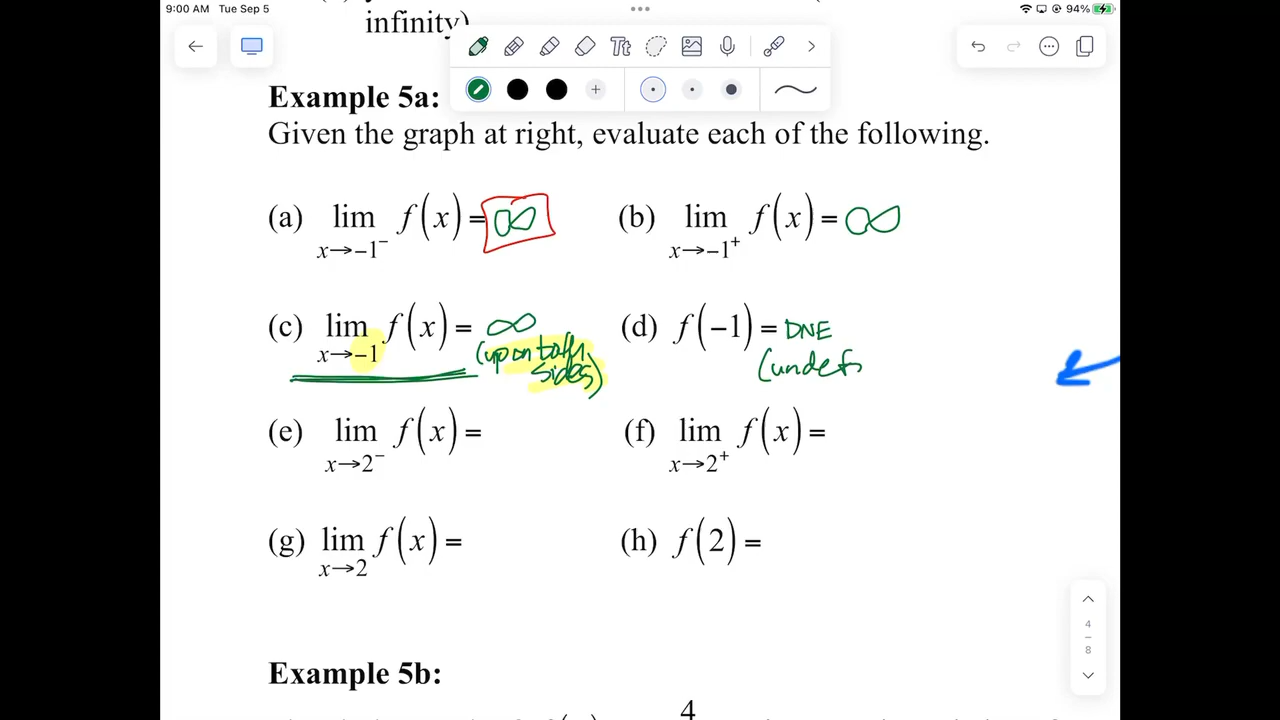 9:00 AM Tue Sep 5
94%
infinity)
Tt
Example 5a:
Given the graph at right, evaluate each of the following.
(a) lim x→−1⁻ f(x) = ∞ (b) lim x→−1⁺ f(x) = ∞
(c) lim x→−1 f(x) = ∞ (d) f(−1) = DNE
(up on both sides) (undef
(e) lim x→2⁻ f(x) = (f) lim x→2⁺ f(x) =
(g) lim x→2 f(x) = (h) f(2) =
4
8
Example 5b:
4